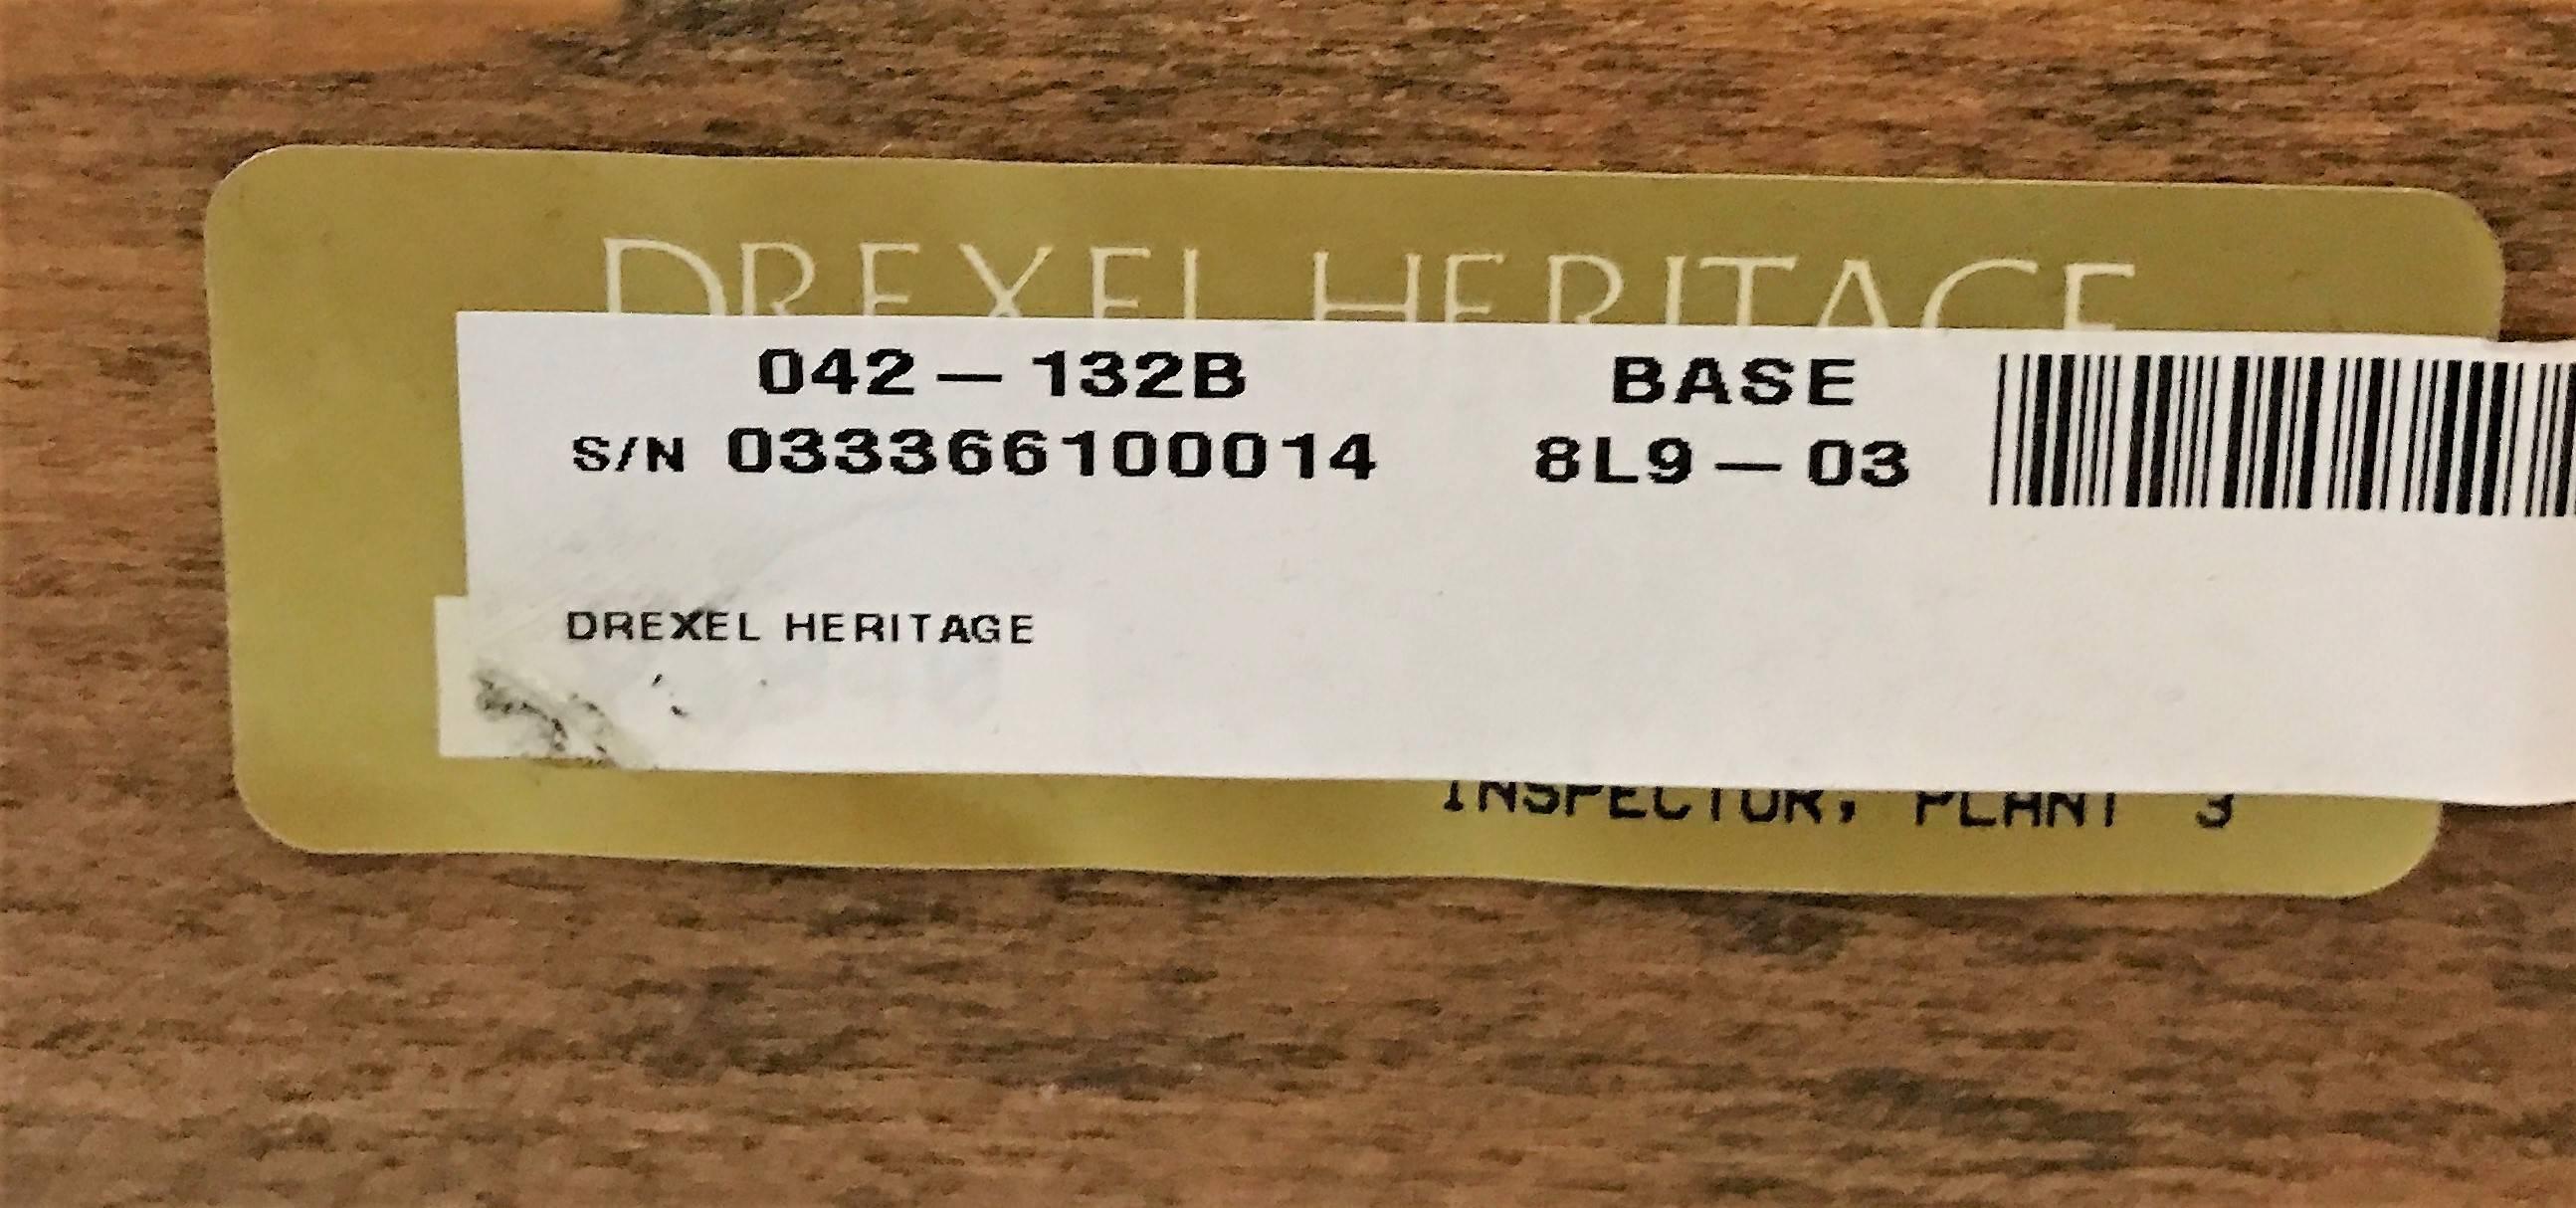 DREXEL HERITAGE
042 — 132B BASE
S/N 033366100014 8L9 — 03
DREXEL HERITAGE
INSPECTOR, PLANT 3